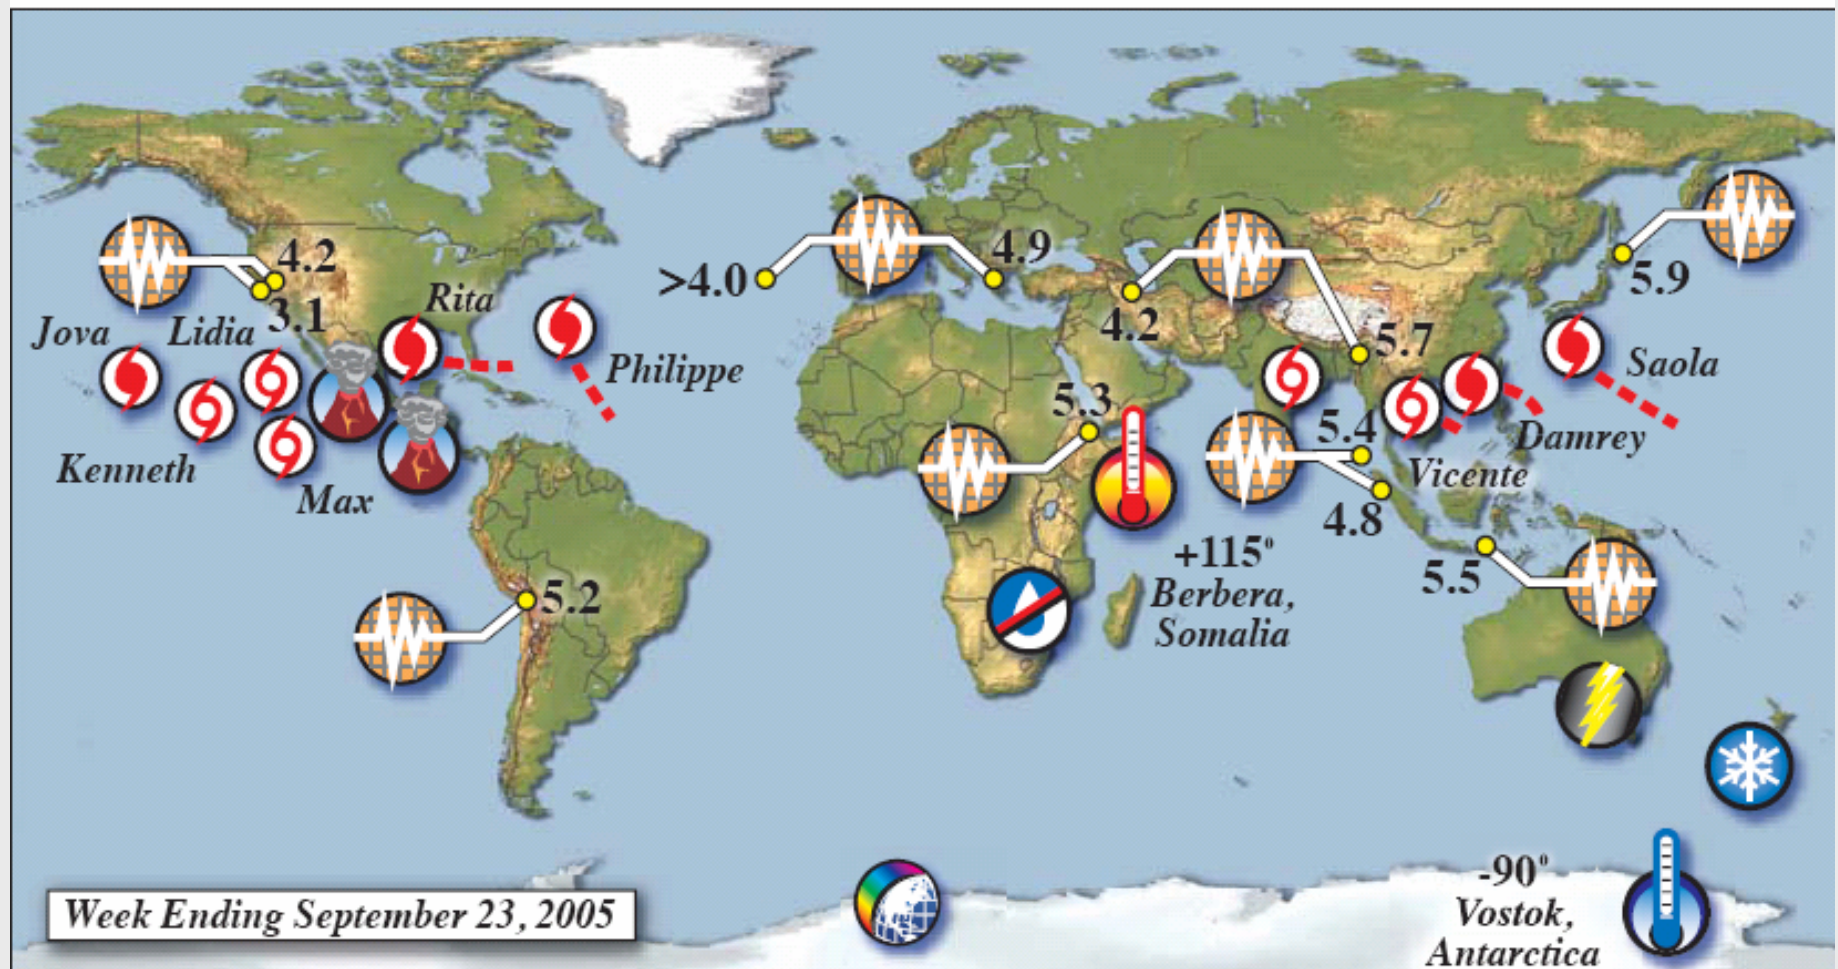 4.2
3.1
Rita
Jova
Lidia
Philippe
Kenneth
Max
>4.0
4.9
4.2
5.7
5.9
Saola
5.3
5.4
Damrey
Vicente
4.8
+115°
Berbera,
Somalia
5.5
5.2
-90°
Vostok,
Antarctica
Week Ending September 23, 2005